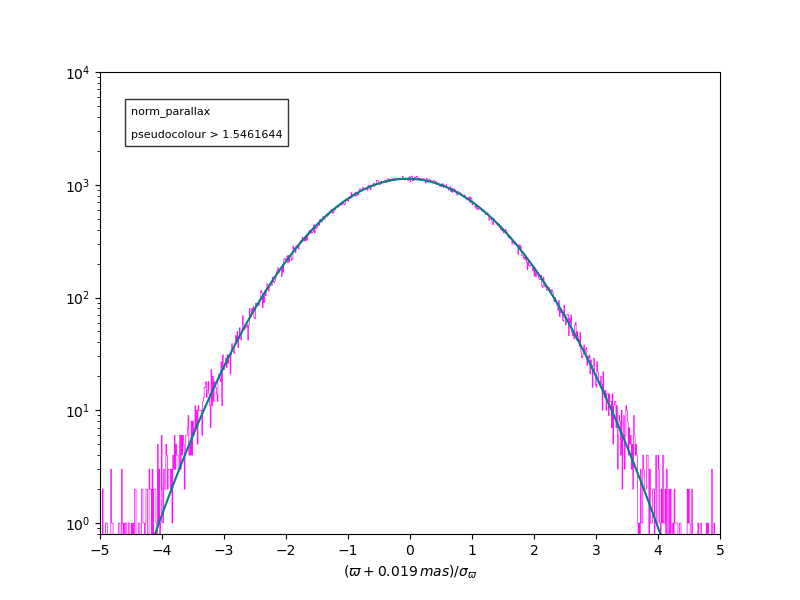 norm_parallax
pseudocolour > 1.5461644
10⁴
10³
10²
10¹
10⁰
−5 −4 −3 −2 −1 0 1 2 3 4 5
(ϖ + 0.019 mas)/σ_ϖ